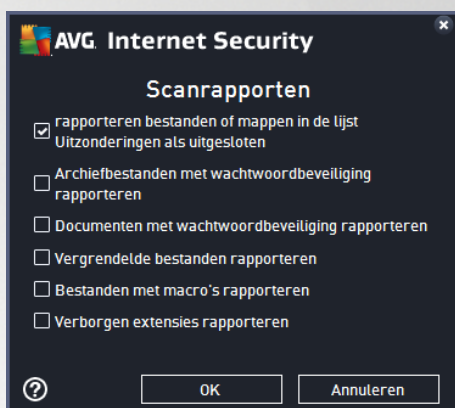 AVG. Internet Security
Scanrapporten
rapporteren bestanden of mappen in de lijst
Uitzonderingen als uitgesloten
Archiefbestanden met wachtwoordbeveiliging
rapporteren
Documenten met wachtwoordbeveiliging rapporteren
Vergrendelde bestanden rapporteren
Bestanden met macro's rapporteren
Verborgen extensies rapporteren
? OK Annuleren